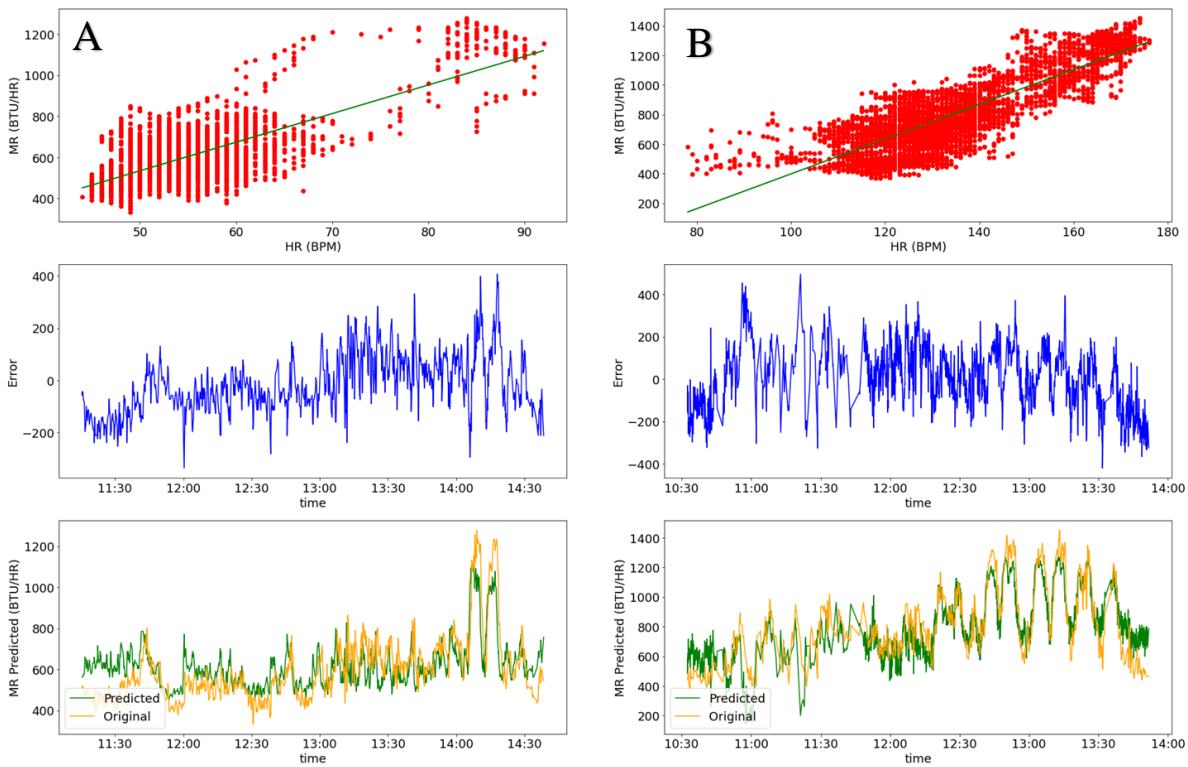 A
1200
1000
800
600
400
MR (BTU/HR)
50 60 70 80 90
HR (BPM)
B
1400
1200
1000
800
600
400
200
MR (BTU/HR)
80 100 120 140 160 180
HR (BPM)
400
200
0
−200
Error
11:30 12:00 12:30 13:00 13:30 14:00 14:30
time
400
200
0
−200
−400
Error
10:30 11:00 11:30 12:00 12:30 13:00 13:30 14:00
time
1200
1000
800
600
400
MR Predicted (BTU/HR)
Predicted
Original
11:30 12:00 12:30 13:00 13:30 14:00 14:30
time
1400
1200
1000
800
600
400
200
MR Predicted (BTU/HR)
Predicted
Original
10:30 11:00 11:30 12:00 12:30 13:00 13:30 14:00
time